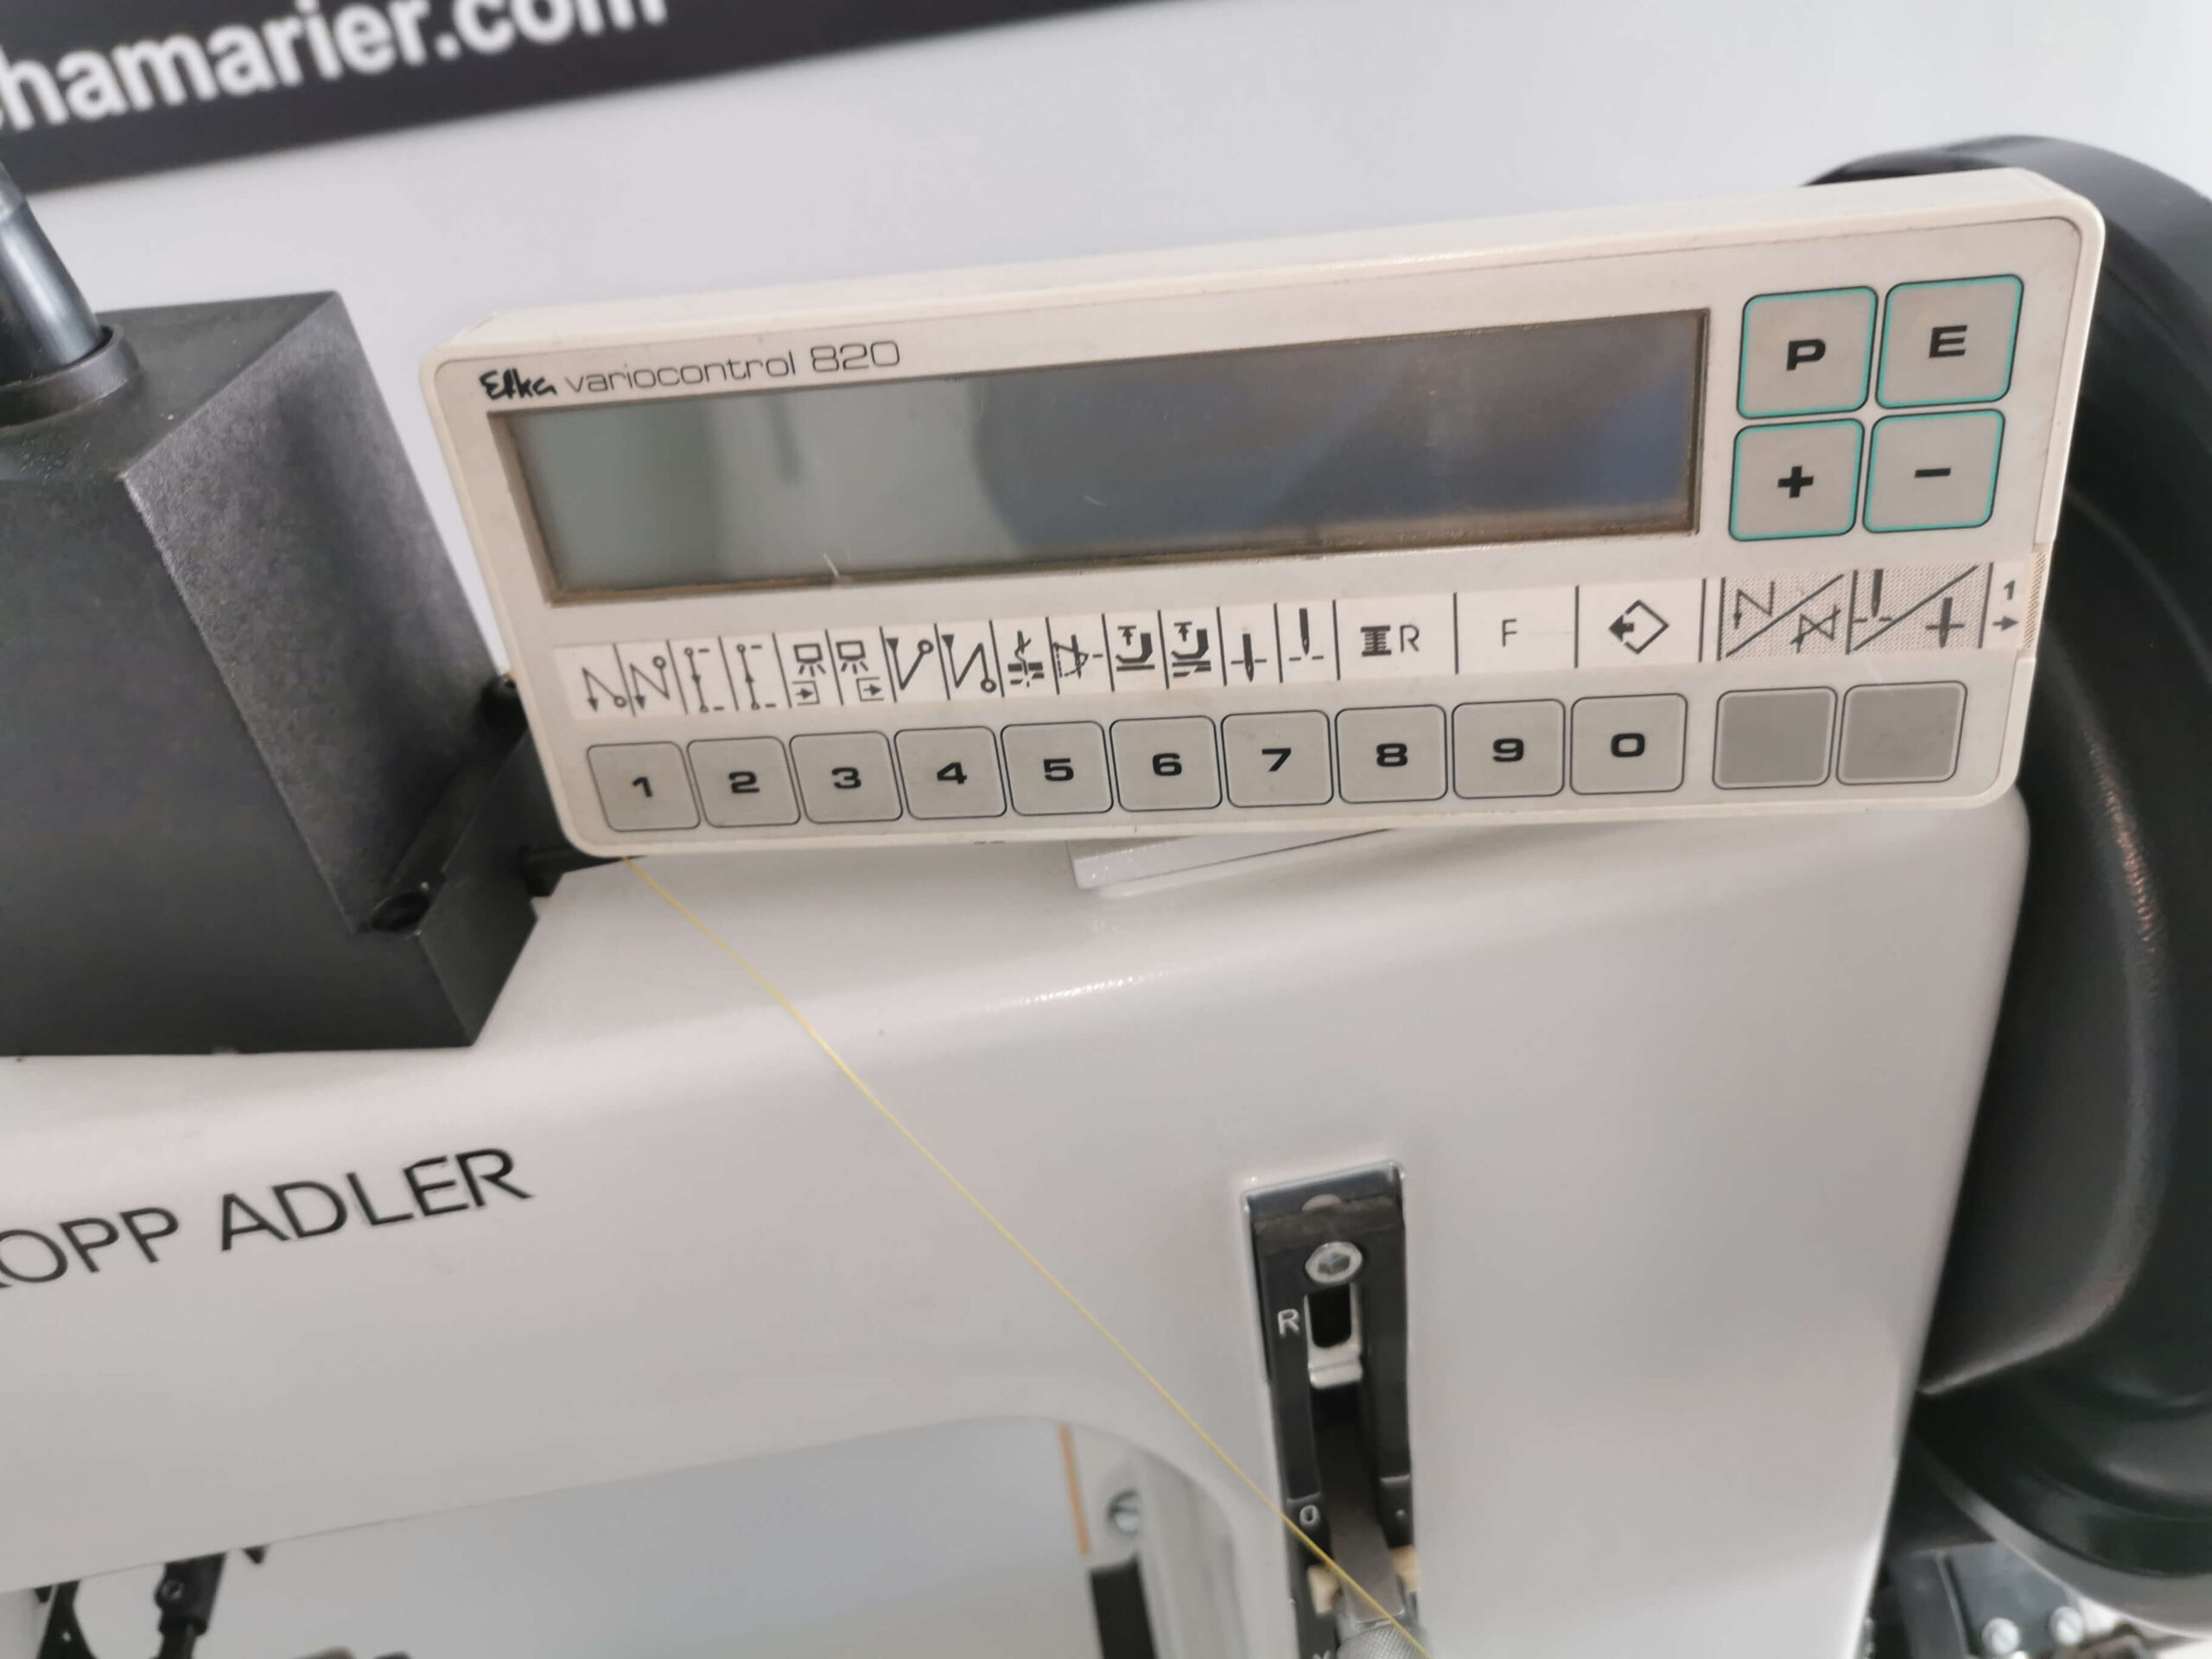 hamarier.com
Efka variocontrol 820
P E
+ -
R F 1
1 2 3 4 5 6 7 8 9 0
OPP ADLER
R
0